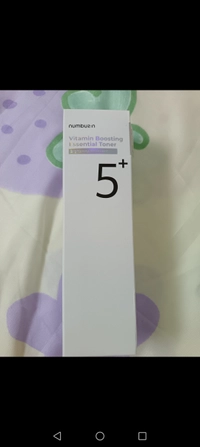 numbuzin
Vitamin Boosting
Essential Toner
5+